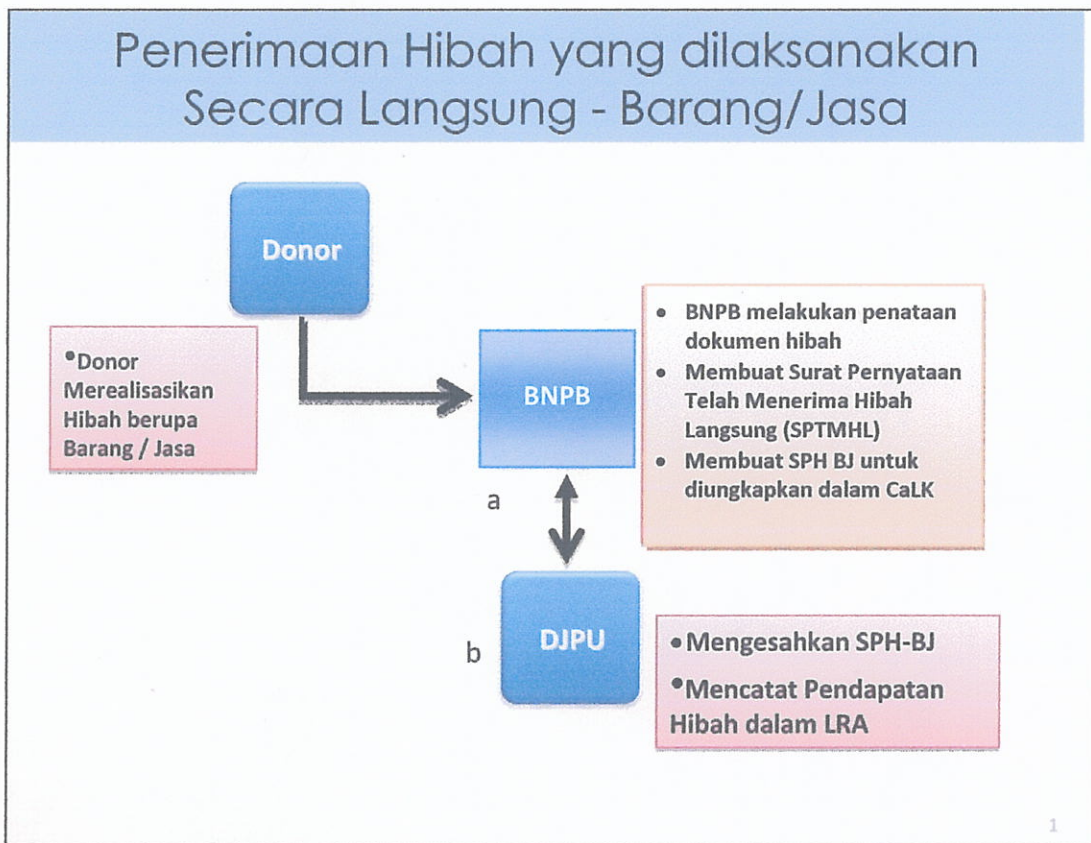 Penerimaan Hibah yang dilaksanakan
Secara Langsung - Barang/Jasa
Donor
•Donor
Merealisasikan
Hibah berupa
Barang / Jasa
BNPB
• BNPB melakukan penataan
dokumen hibah
• Membuat Surat Pernyataan
Telah Menerima Hibah
Langsung (SPTMHL)
• Membuat SPH BJ untuk
diungkapkan dalam CaLK
a
b
DJPU
• Mengesahkan SPH-BJ
•Mencatat Pendapatan
Hibah dalam LRA
1